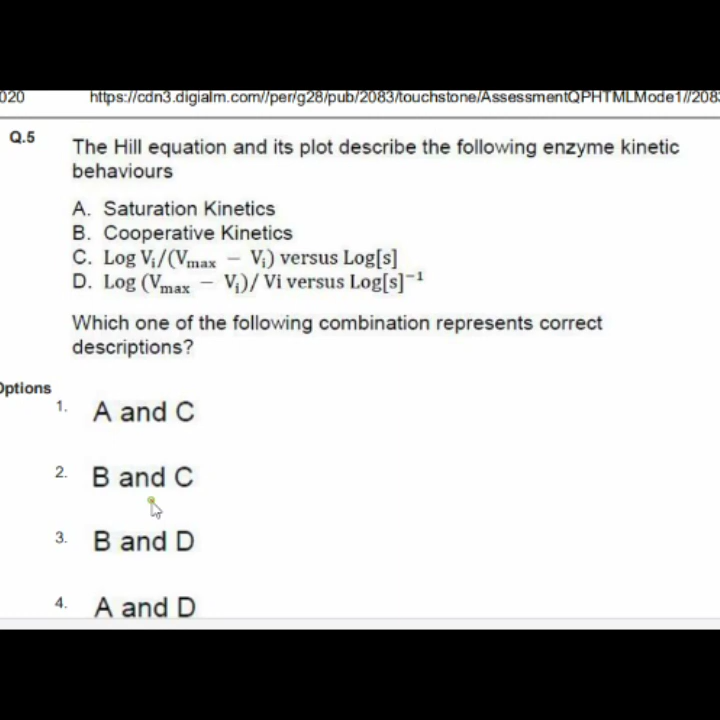 020 https://cdn3.digialm.com//per/g28/pub/2083/touchstone/AssessmentQPHTMLMode1//208
Q.5 The Hill equation and its plot describe the following enzyme kinetic
behaviours
A. Saturation Kinetics
B. Cooperative Kinetics
C. Log Vᵢ/(Vₘₐₓ − Vᵢ) versus Log[s]
D. Log (Vₘₐₓ − Vᵢ)/ Vi versus Log[s]⁻¹
Which one of the following combination represents correct
descriptions?
Options
1. A and C
2. B and C
3. B and D
4. A and D